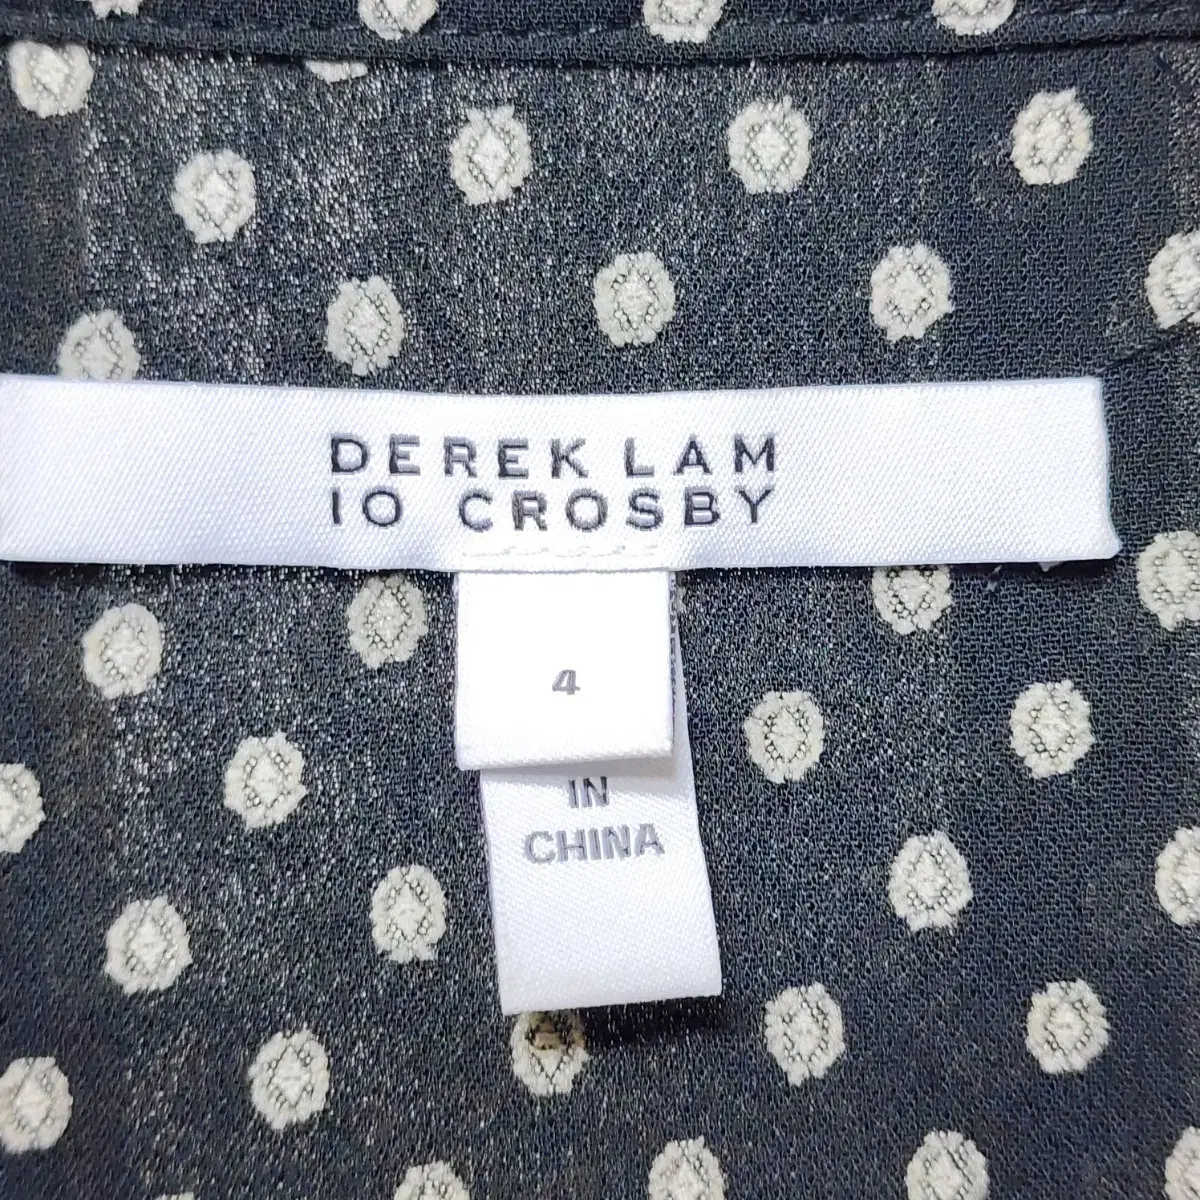 DEREK LAM
10 CROSBY
4
IN
CHINA